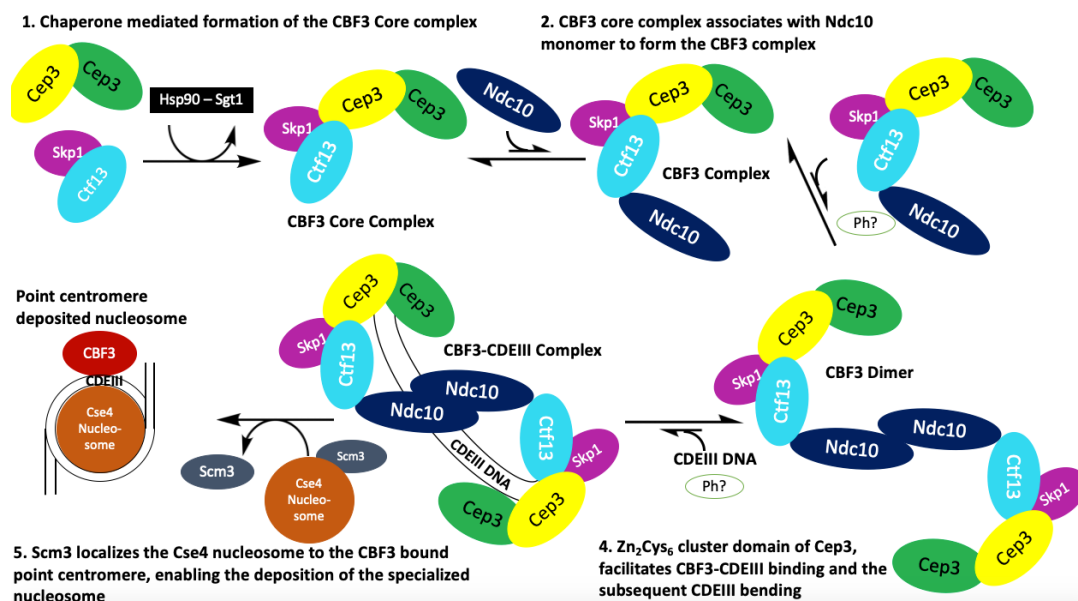 1. Chaperone mediated formation of the CBF3 Core complex
2. CBF3 core complex associates with Ndc10
monomer to form the CBF3 complex
Cep3
Cep3
Skp1
Ctf13
Hsp90 – Sgt1
Cep3
Cep3
Skp1
Ctf13
CBF3 Core Complex
Ndc10
Cep3
Cep3
Skp1
Ctf13
Ndc10
CBF3 Complex
Cep3
Cep3
Skp1
Ctf13
Ndc10
Ph?
Cep3
Cep3
Skp1
Ctf13
Ndc10
Ndc10
Ctf13
Skp1
Cep3
Cep3
CBF3 Dimer
CDEIII DNA
Ph?
4. Zn₂Cys₆ cluster domain of Cep3,
facilitates CBF3-CDEIII binding and the
subsequent CDEIII bending
Cep3
Cep3
Skp1
Ctf13
CBF3-CDEIII Complex
Ndc10
Ndc10
CDEIII DNA
Ctf13
Skp1
Cep3
Cep3
Scm3
Scm3
Cse4
Nucleo-
some
Point centromere
deposited nucleosome
CBF3
CDEIII
Cse4
Nucleo-
some
5. Scm3 localizes the Cse4 nucleosome to the CBF3 bound
point centromere, enabling the deposition of the specialized
nucleosome